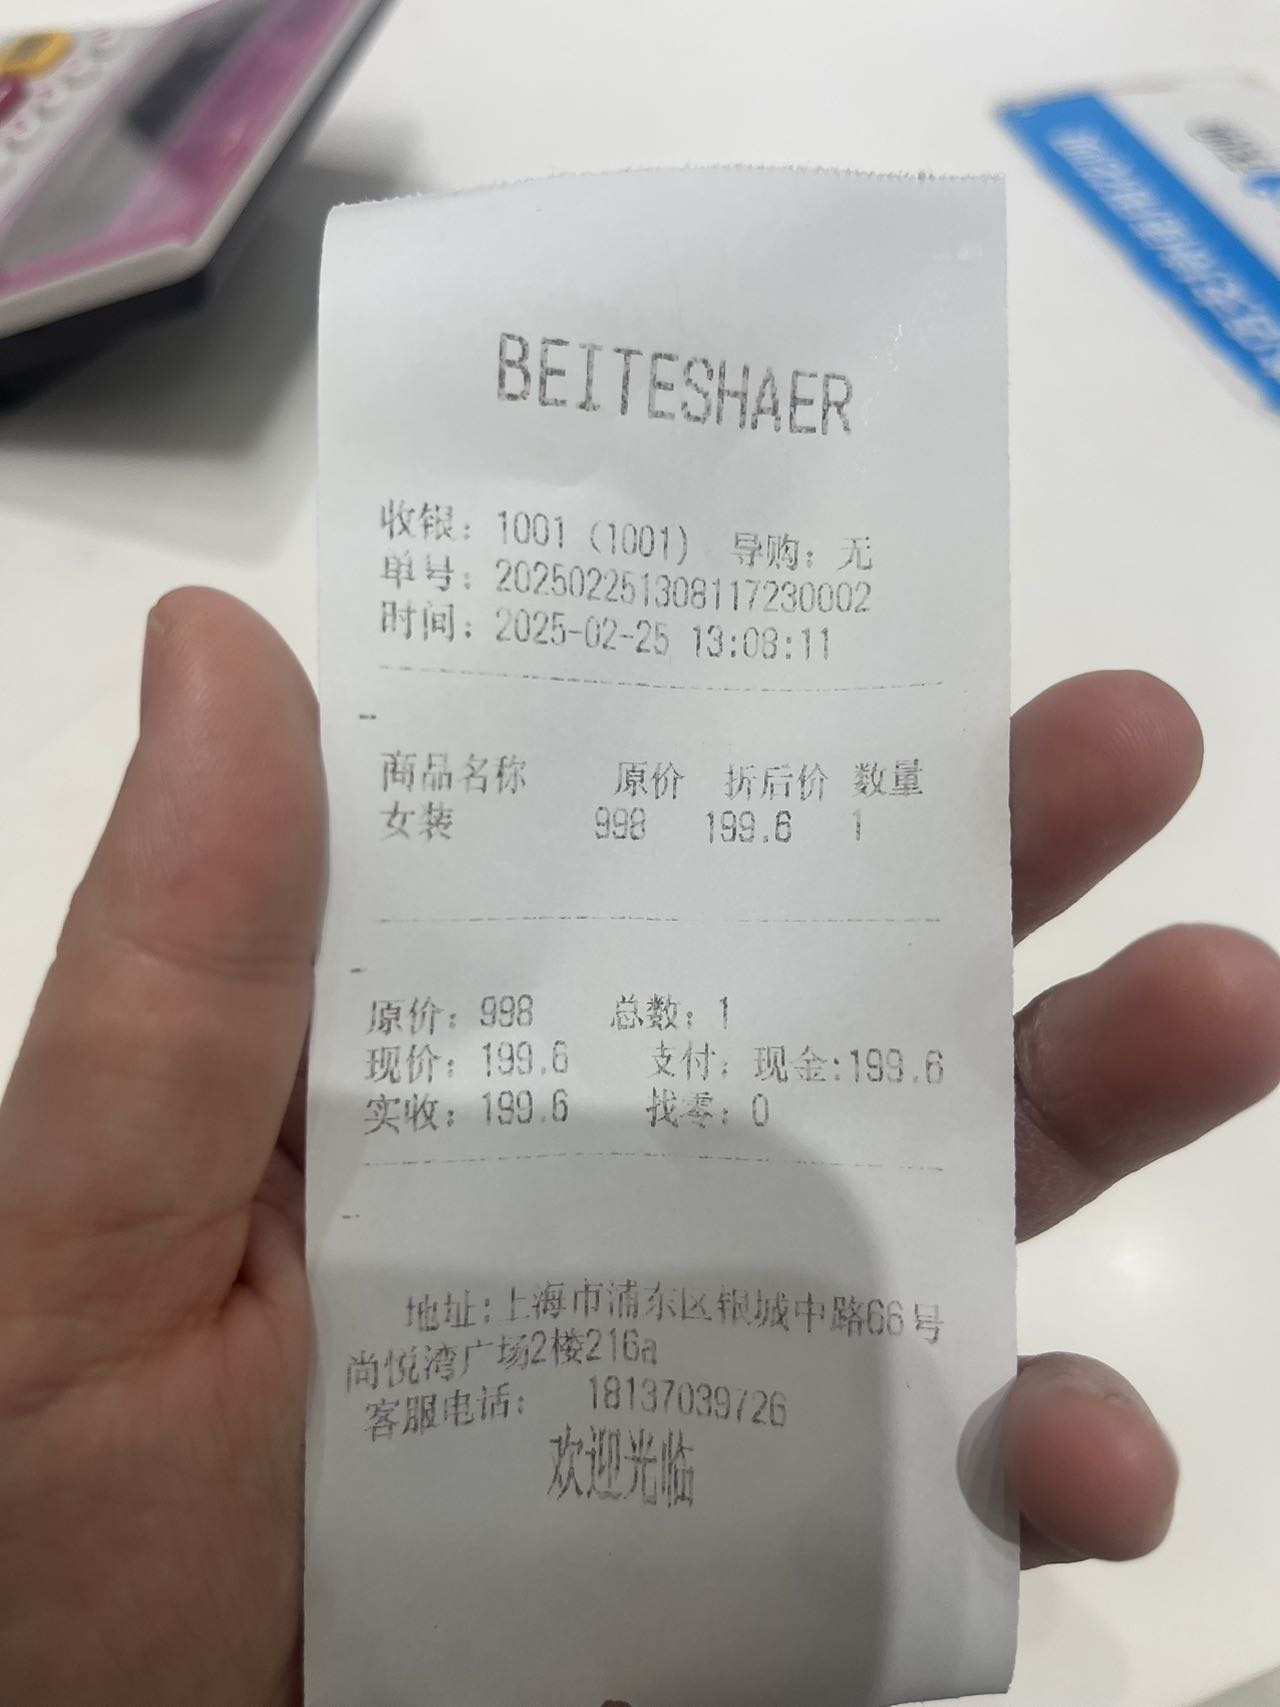 BEITESHAER
收银：1001（1001） 导购：无
单号：202502251308117230002
时间：2025-02-25 13:08:11
--
商品名称 原价 折后价 数量
女装 998 199.6 1
-
原价：998 总数：1
现价：199.6 支付：现金:199.6
实收：199.6 找零：0
--
地址：上海市浦东区银城中路66号
尚悦湾广场2楼216a
客服电话： 18137039726
欢迎光临